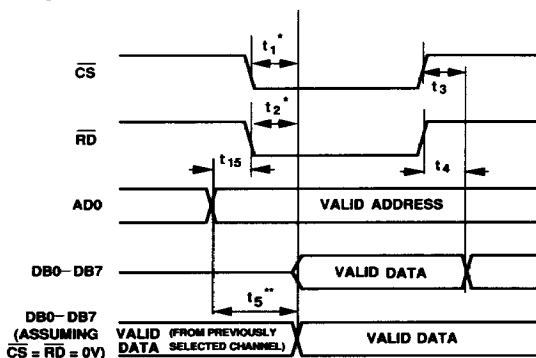 t1*
CS
t3
t2*
RD
t15
t4
AD0
VALID ADDRESS
DB0–DB7
VALID DATA
t5**
DB0–DB7
(ASSUMING
CS = RD = 0V)
VALID
DATA
(FROM PREVIOUSLY
SELECTED CHANNEL)
VALID DATA